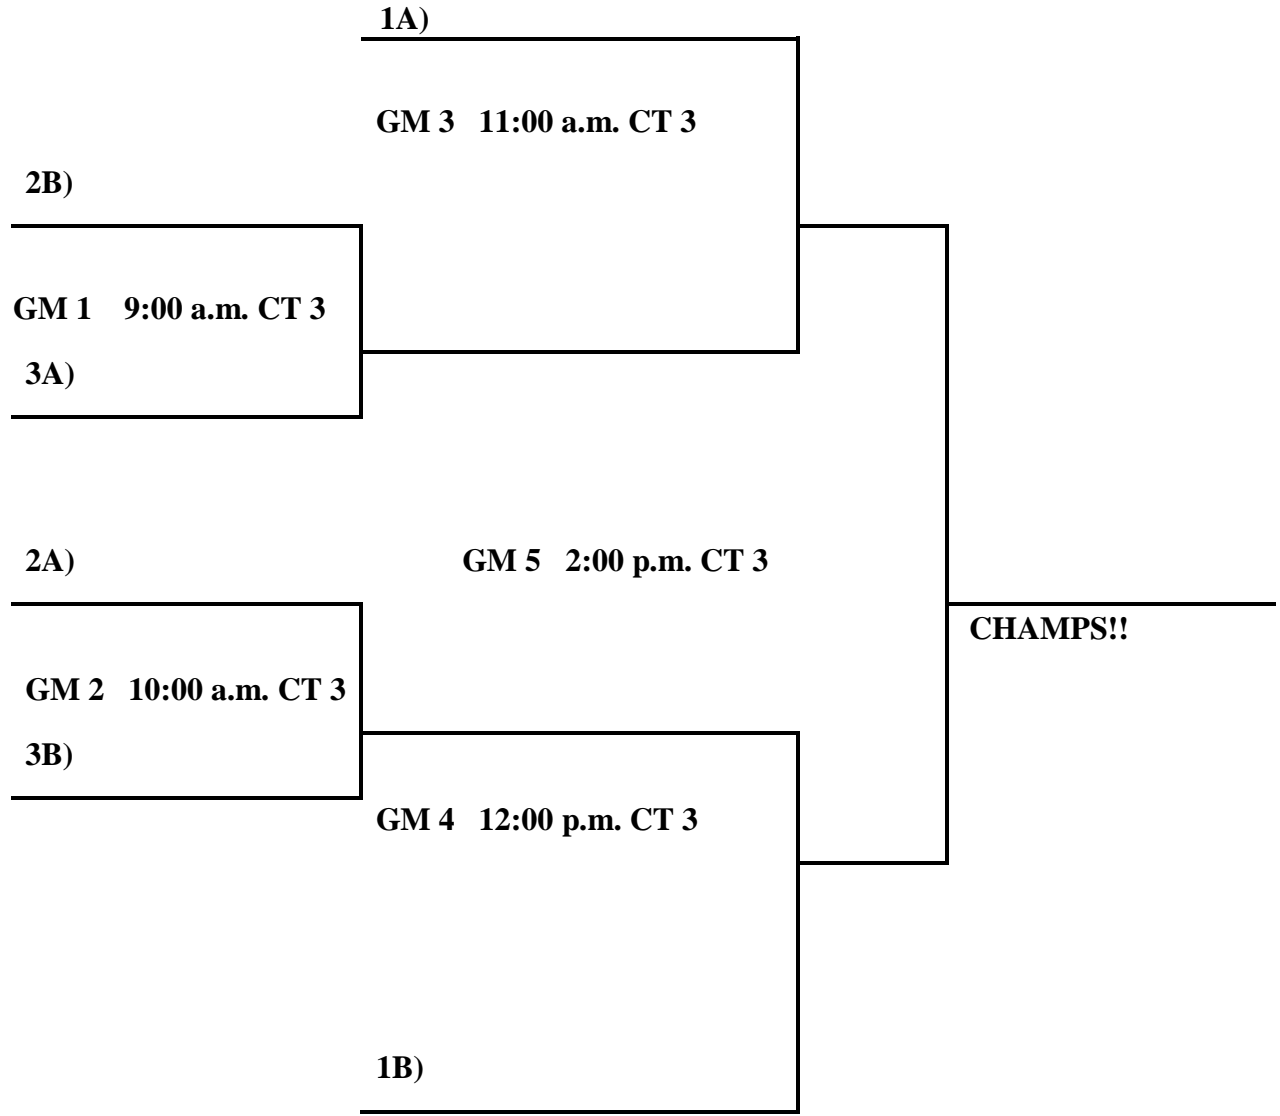 1A)
GM 3 11:00 a.m. CT 3
2B)
GM 1 9:00 a.m. CT 3
3A)
2A)
GM 5 2:00 p.m. CT 3
CHAMPS!!
GM 2 10:00 a.m. CT 3
3B)
GM 4 12:00 p.m. CT 3
1B)